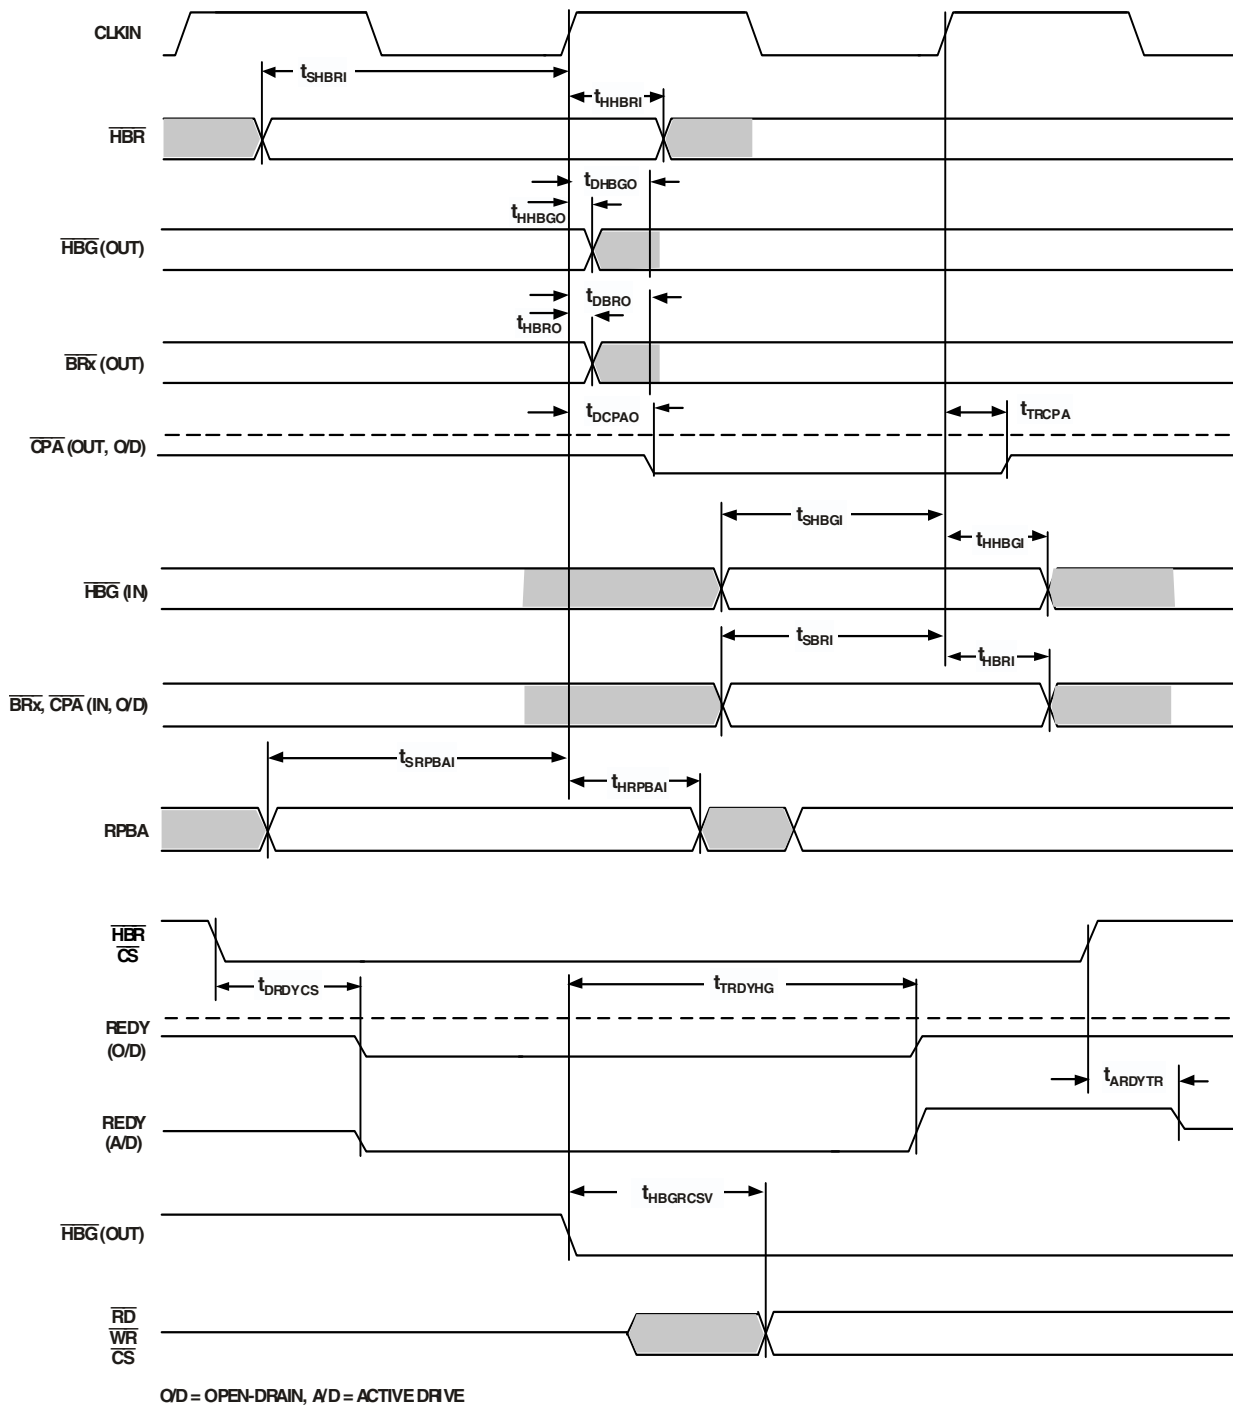 CLKIN
tSHBRI
tHHBRI
HBR
tDHBGO
tHHBGO
HBG (OUT)
tDBRO
tHBRO
BRx (OUT)
tDCPAO
tTRCPA
CPA (OUT, O/D)
tSHBGI
tHHBGI
HBG (IN)
tSBRI
tHBRI
BRx, CPA (IN, O/D)
tSRPBAI
tHRPBAI
RPBA
HBR
CS
tDRDYCS
tTRDYHG
REDY
(O/D)
tARDYTR
REDY
(A/D)
tHBGRCSV
HBG (OUT)
RD
WR
CS
O/D = OPEN-DRAIN, A/D = ACTIVE DRIVE